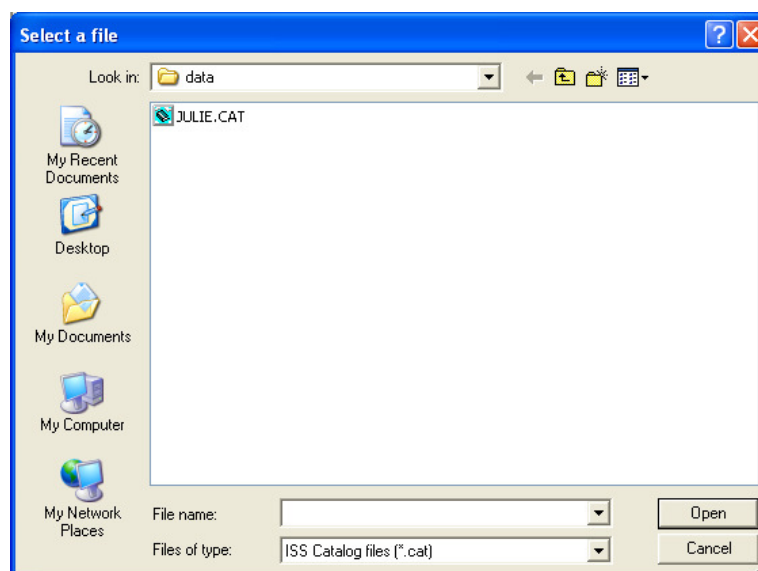 Select a file
Look in:
data
JULIE.CAT
My Recent
Documents
Desktop
My Documents
My Computer
My Network
Places
File name:
Open
Files of type:
ISS Catalog files (*.cat)
Cancel